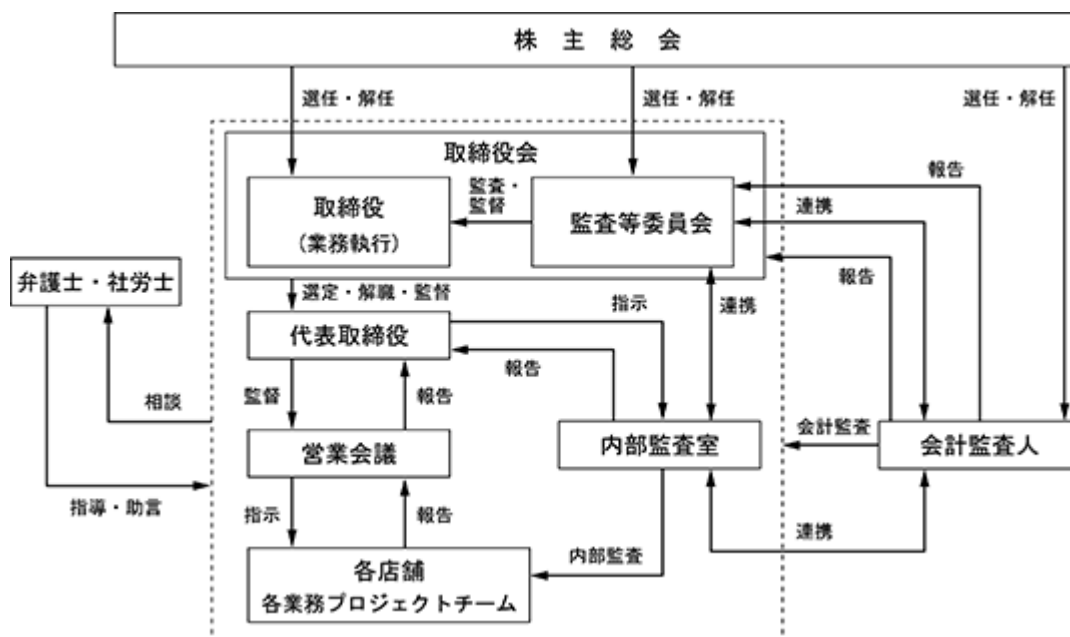 株主総会
選任・解任
選任・解任
選任・解任
取締役会
取締役
(業務執行)
監査・
監督
監査等委員会
報告
連携
報告
弁護士・社労士
選定・解職・監督
指示
連携
代表取締役
報告
監督
報告
相談
会計監査
営業会議
内部監査室
会計監査人
指導・助言
指示
報告
連携
内部監査
各店舗
各業務プロジェクトチーム